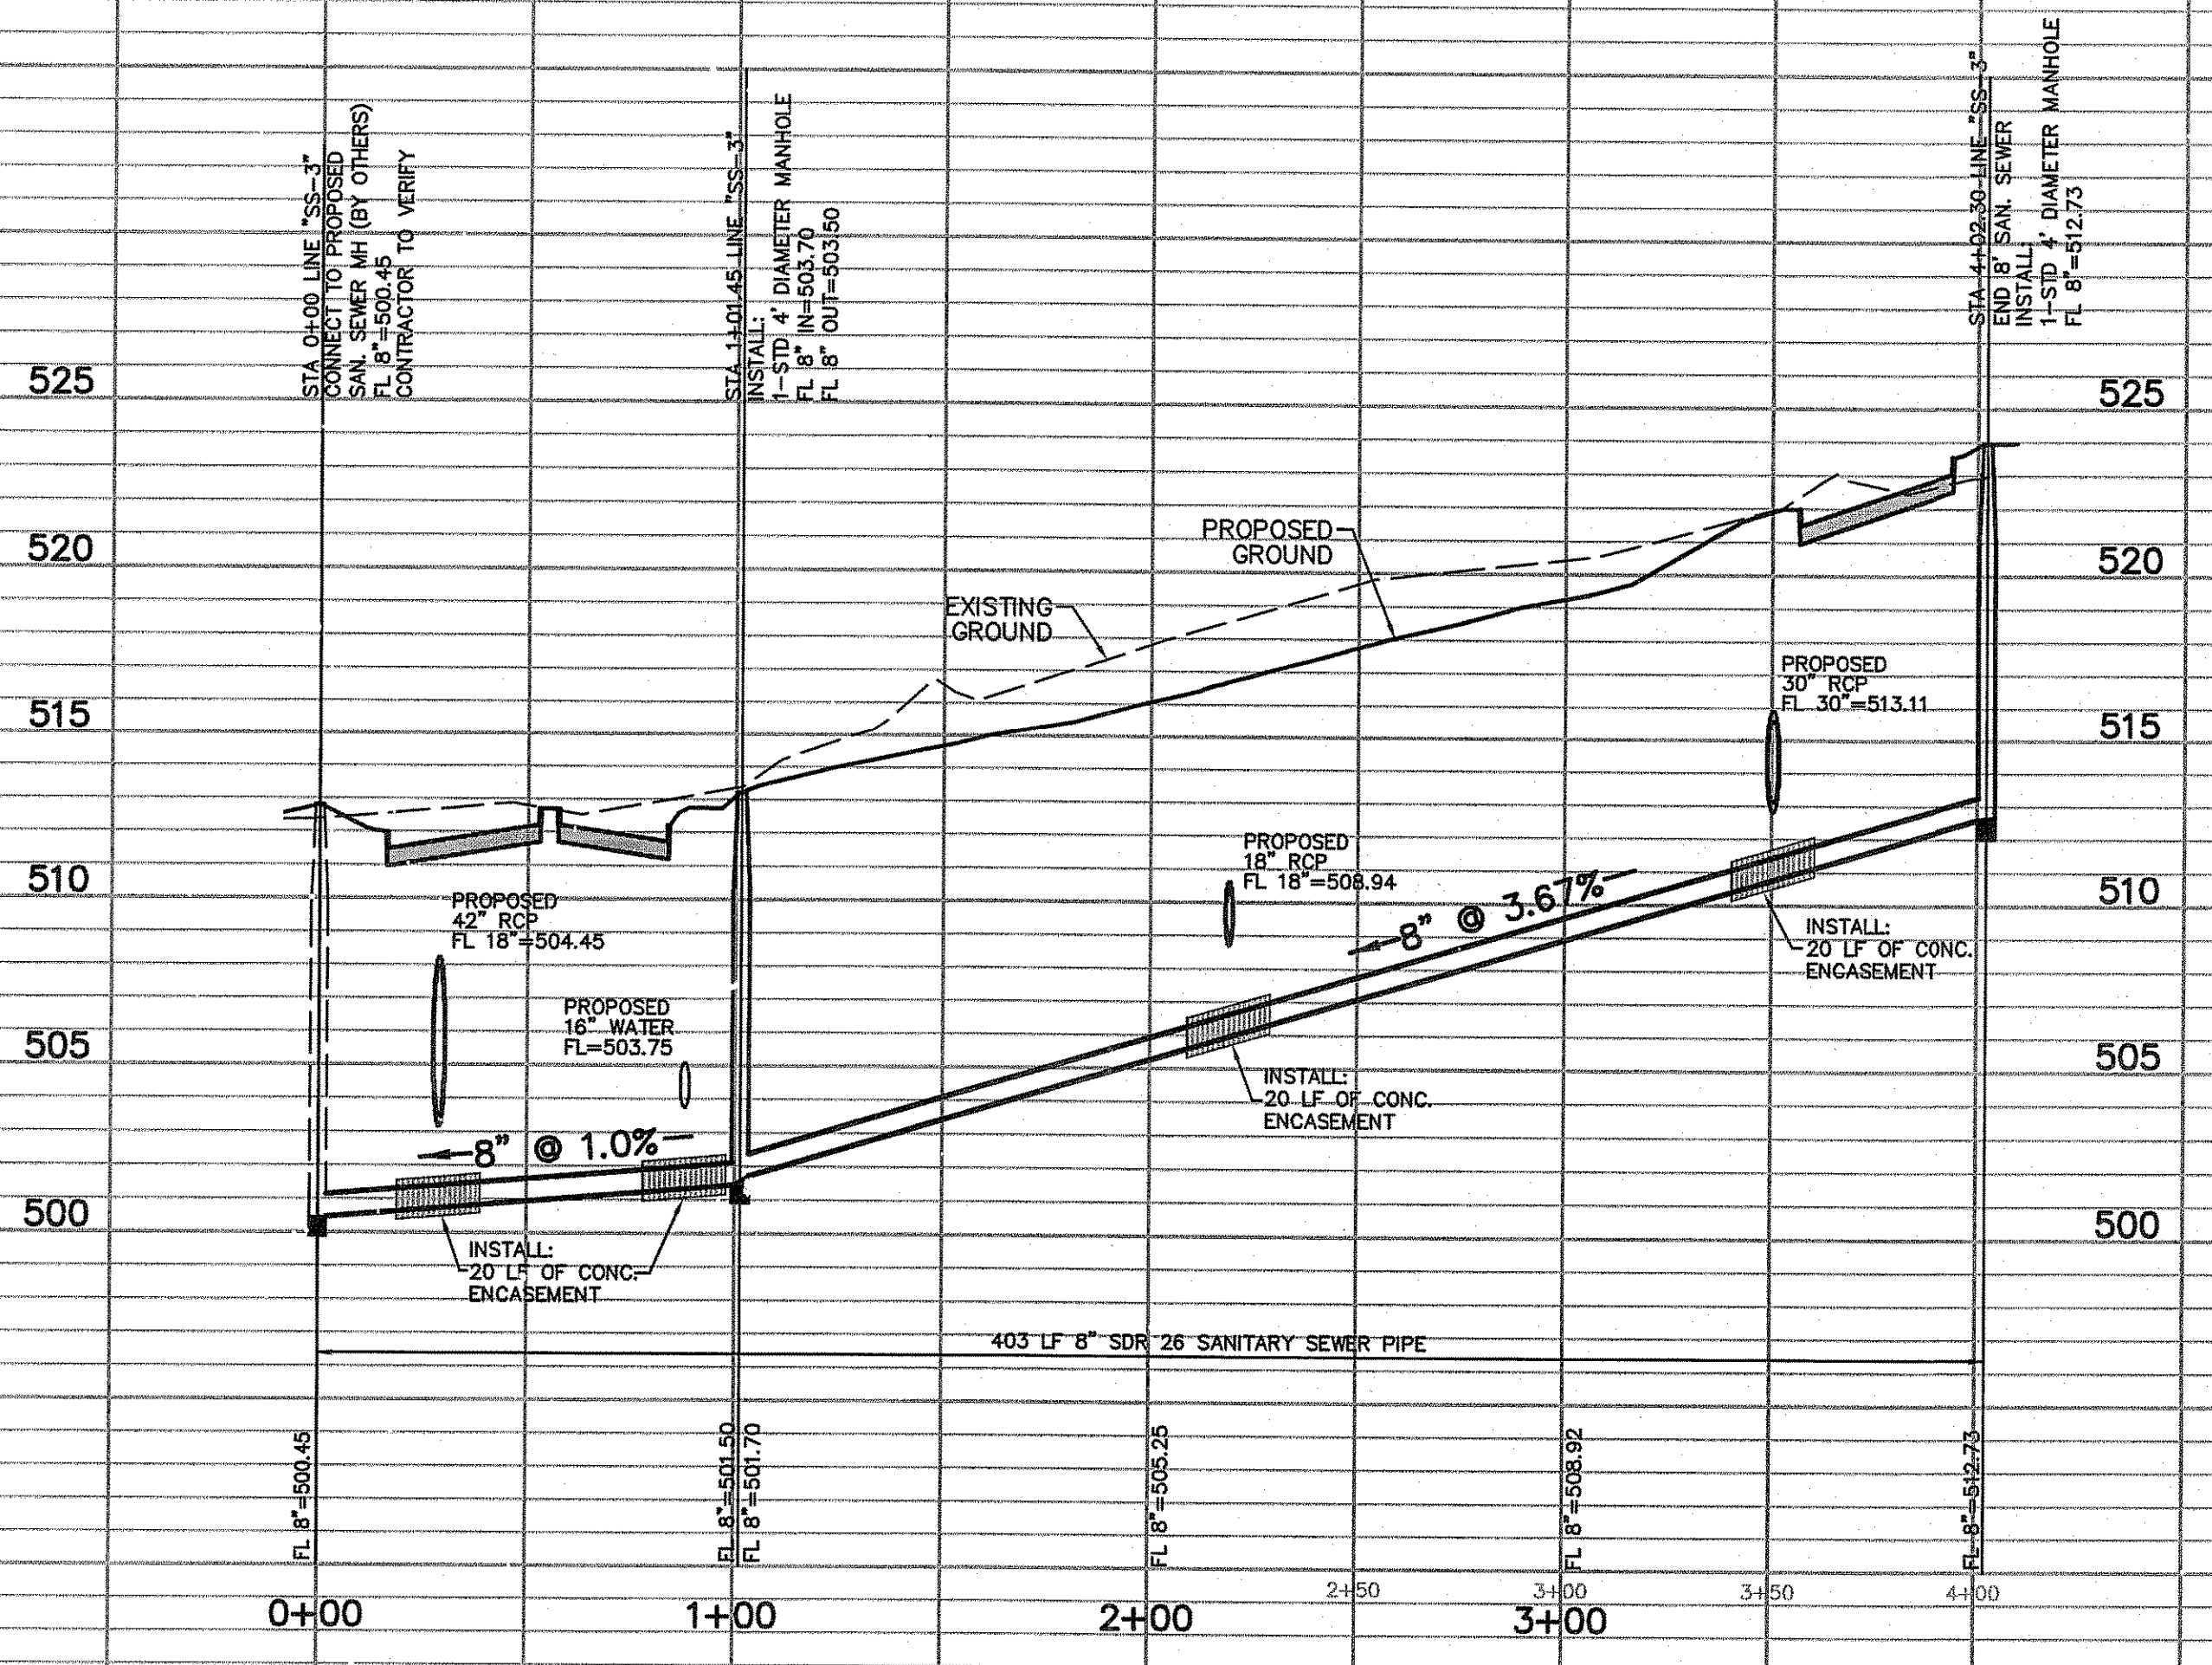 STA 0+00 LINE "SS-3"
CONNECT TO PROPOSED
SAN. SEWER MH (BY OTHERS)
FL 8"=500.45
CONTRACTOR TO VERIFY
STA 1+01.45 LINE "SS-3"
INSTALL:
1-STD 4' DIAMETER MANHOLE
FL 8" IN=503.70
FL 8" OUT=503.50
STA 4+02.30 LINE "SS-3"
END 8" SAN. SEWER
INSTALL:
1-STD 4' DIAMETER MANHOLE
FL 8"=512.73
525
525
520
520
515
515
510
510
505
505
500
500
PROPOSED
GROUND
EXISTING
GROUND
PROPOSED
30" RCP
FL 30"=513.11
PROPOSED
18" RCP
FL 18"=508.94
8" @ 3.67%
PROPOSED
42" RCP
FL 18"=504.45
PROPOSED
16" WATER
FL=503.75
INSTALL:
20 LF OF CONC.
ENCASEMENT
INSTALL:
20 LF OF CONC.
ENCASEMENT
8" @ 1.0%
INSTALL:
20 LF OF CONC.
ENCASEMENT
403 LF 8" SDR 26 SANITARY SEWER PIPE
FL 8"=500.45
FL 8"=501.50
FL 8"=501.70
FL 8"=505.25
FL 8"=508.92
FL 8"=512.73
2+50
3+00
3+50
4+00
0+00
1+00
2+00
3+00